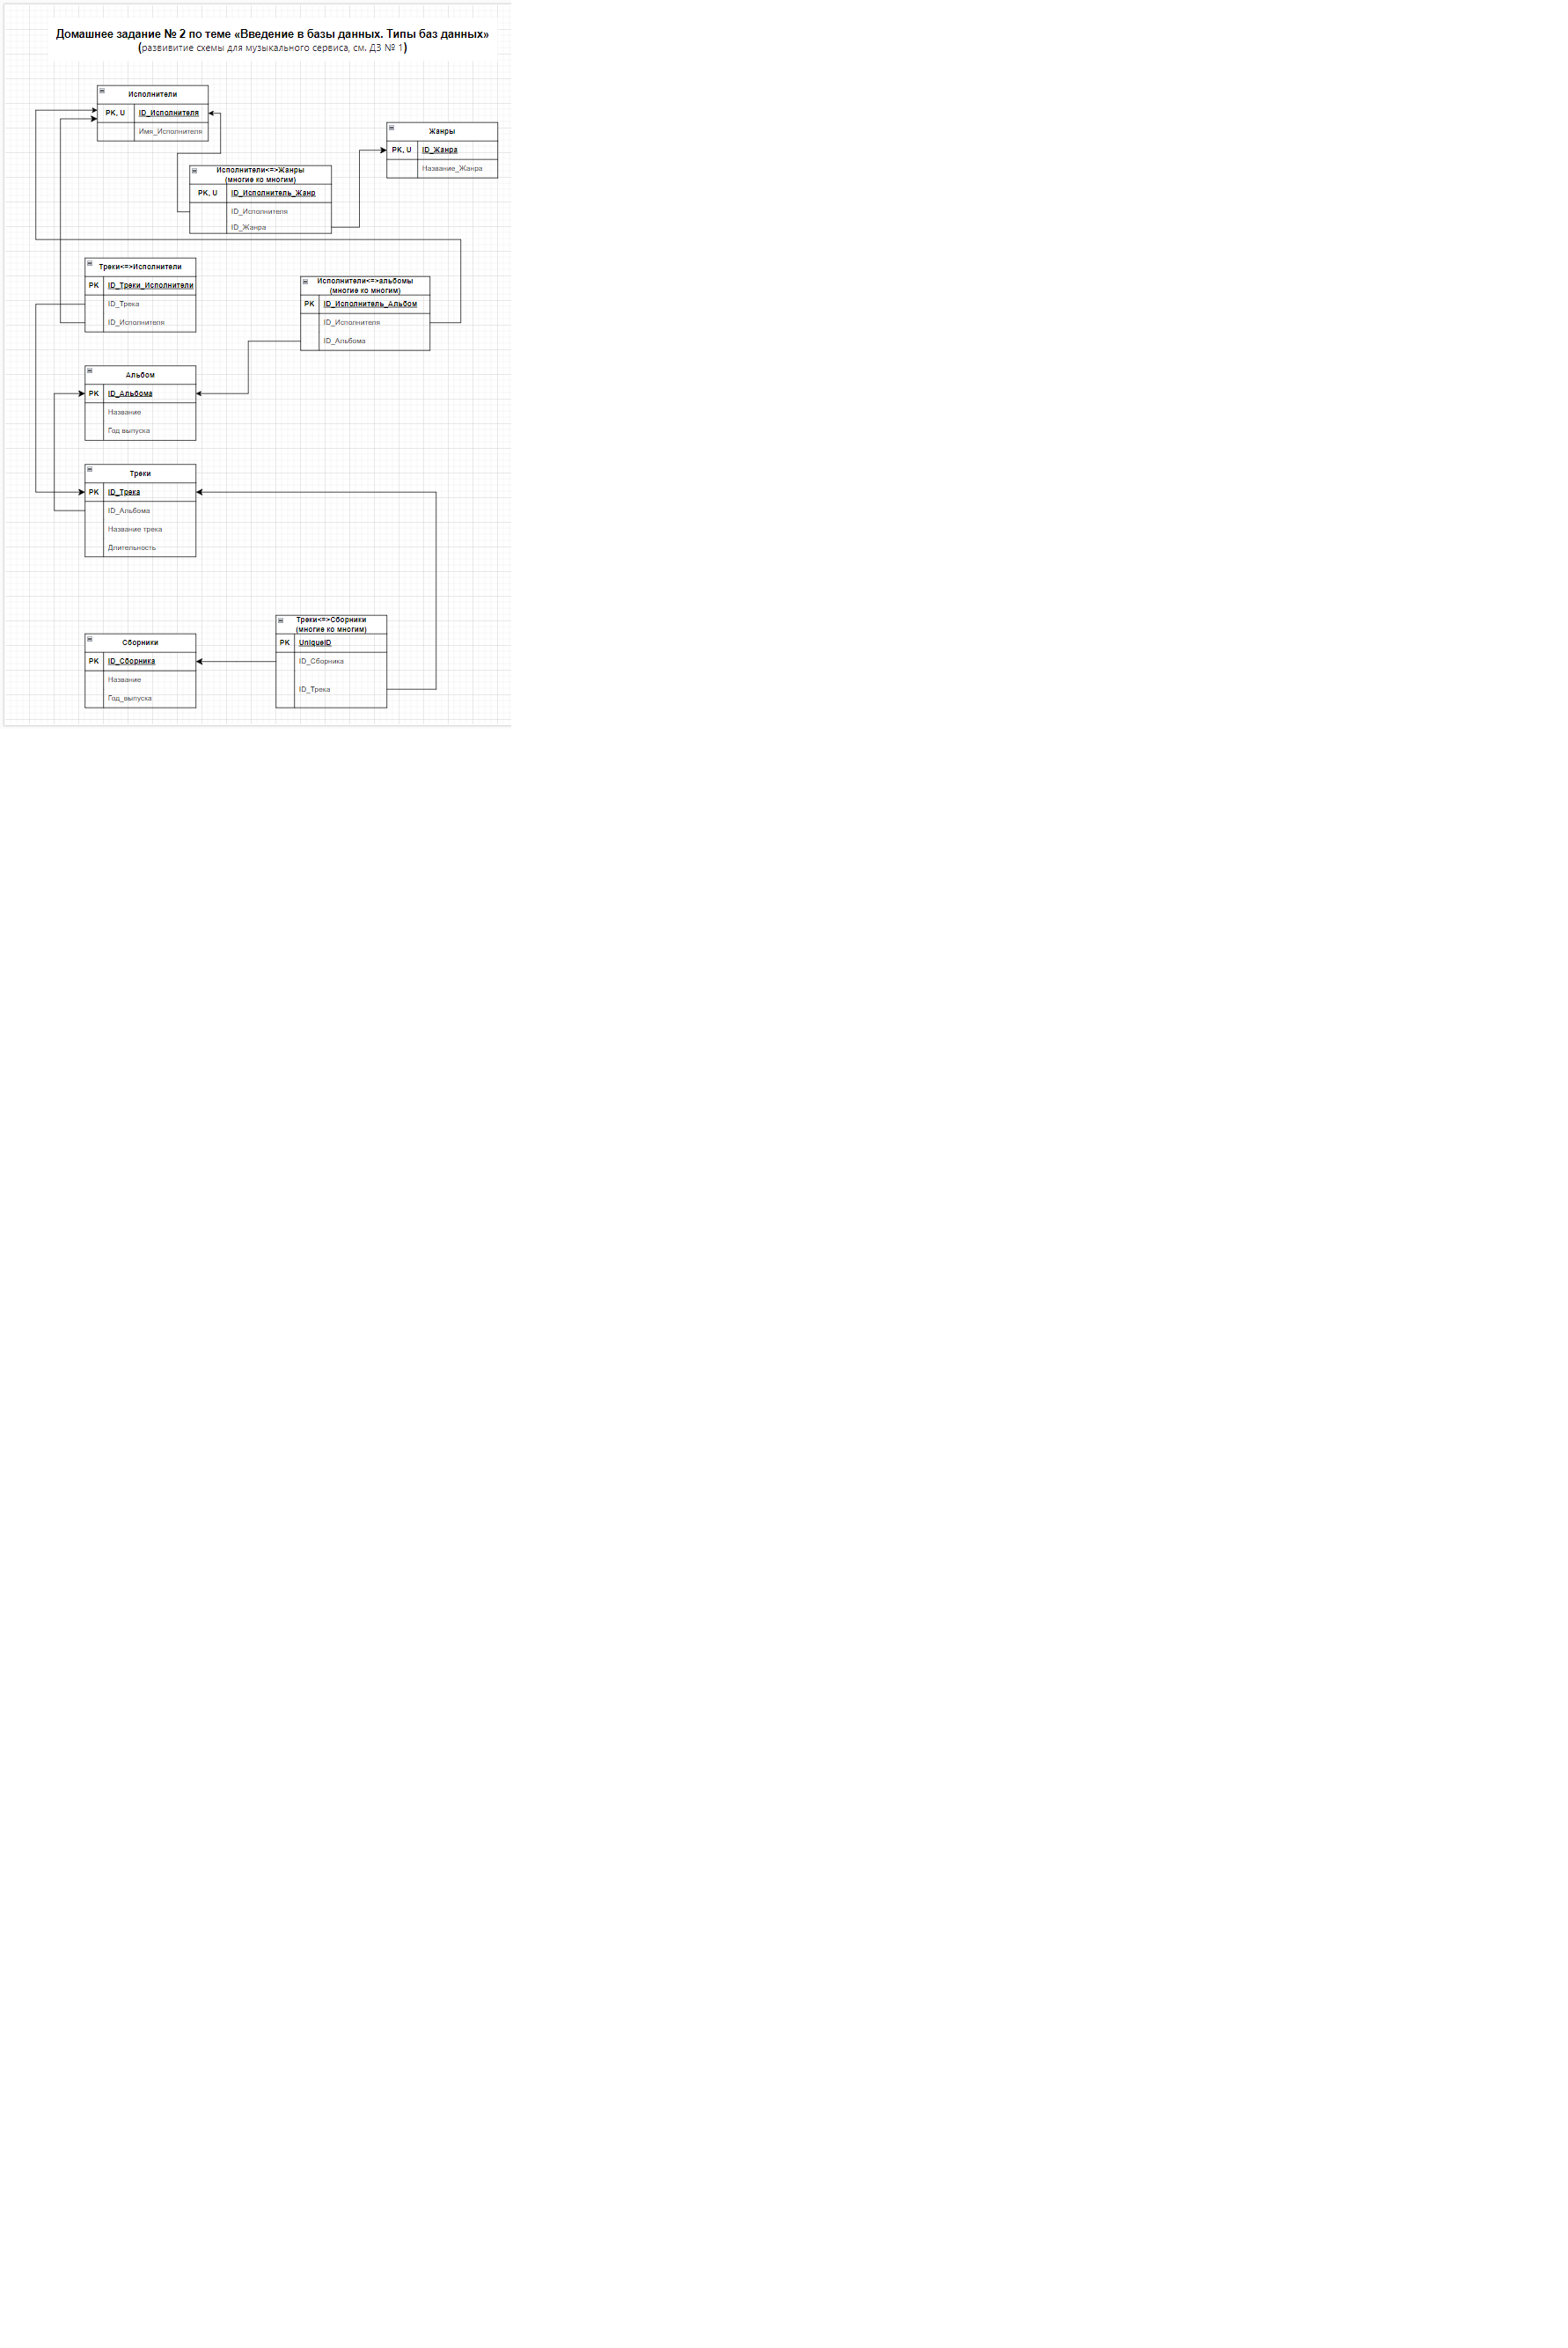 Домашнее задание № 2 по теме «Введение в базы данных. Типы баз данных»
(развивитие схемы для музыкального сервиса, см. ДЗ № 1)
Исполнители
PK, U ID_Исполнителя
Имя_Исполнителя
Жанры
PK, U ID_Жанра
Название_Жанра
Исполнители<=>Жанры
(многие ко многим)
PK, U ID_Исполнитель_Жанр
ID_Исполнителя
ID_Жанра
Треки<=>Исполнители
PK ID_Треки_Исполнители
ID_Трека
ID_Исполнителя
Исполнители<=>альбомы
(многие ко многим)
PK ID_Исполнитель_Альбом
ID_Исполнителя
ID_Альбома
Альбом
PK ID_Альбома
Название
Год выпуска
Треки
PK ID_Трека
ID_Альбома
Название трека
Длительность
Треки<=>Сборники
(многие ко многим)
PK UniqueID
ID_Сборника
ID_Трека
Сборники
PK ID_Сборника
Название
Год_выпуска